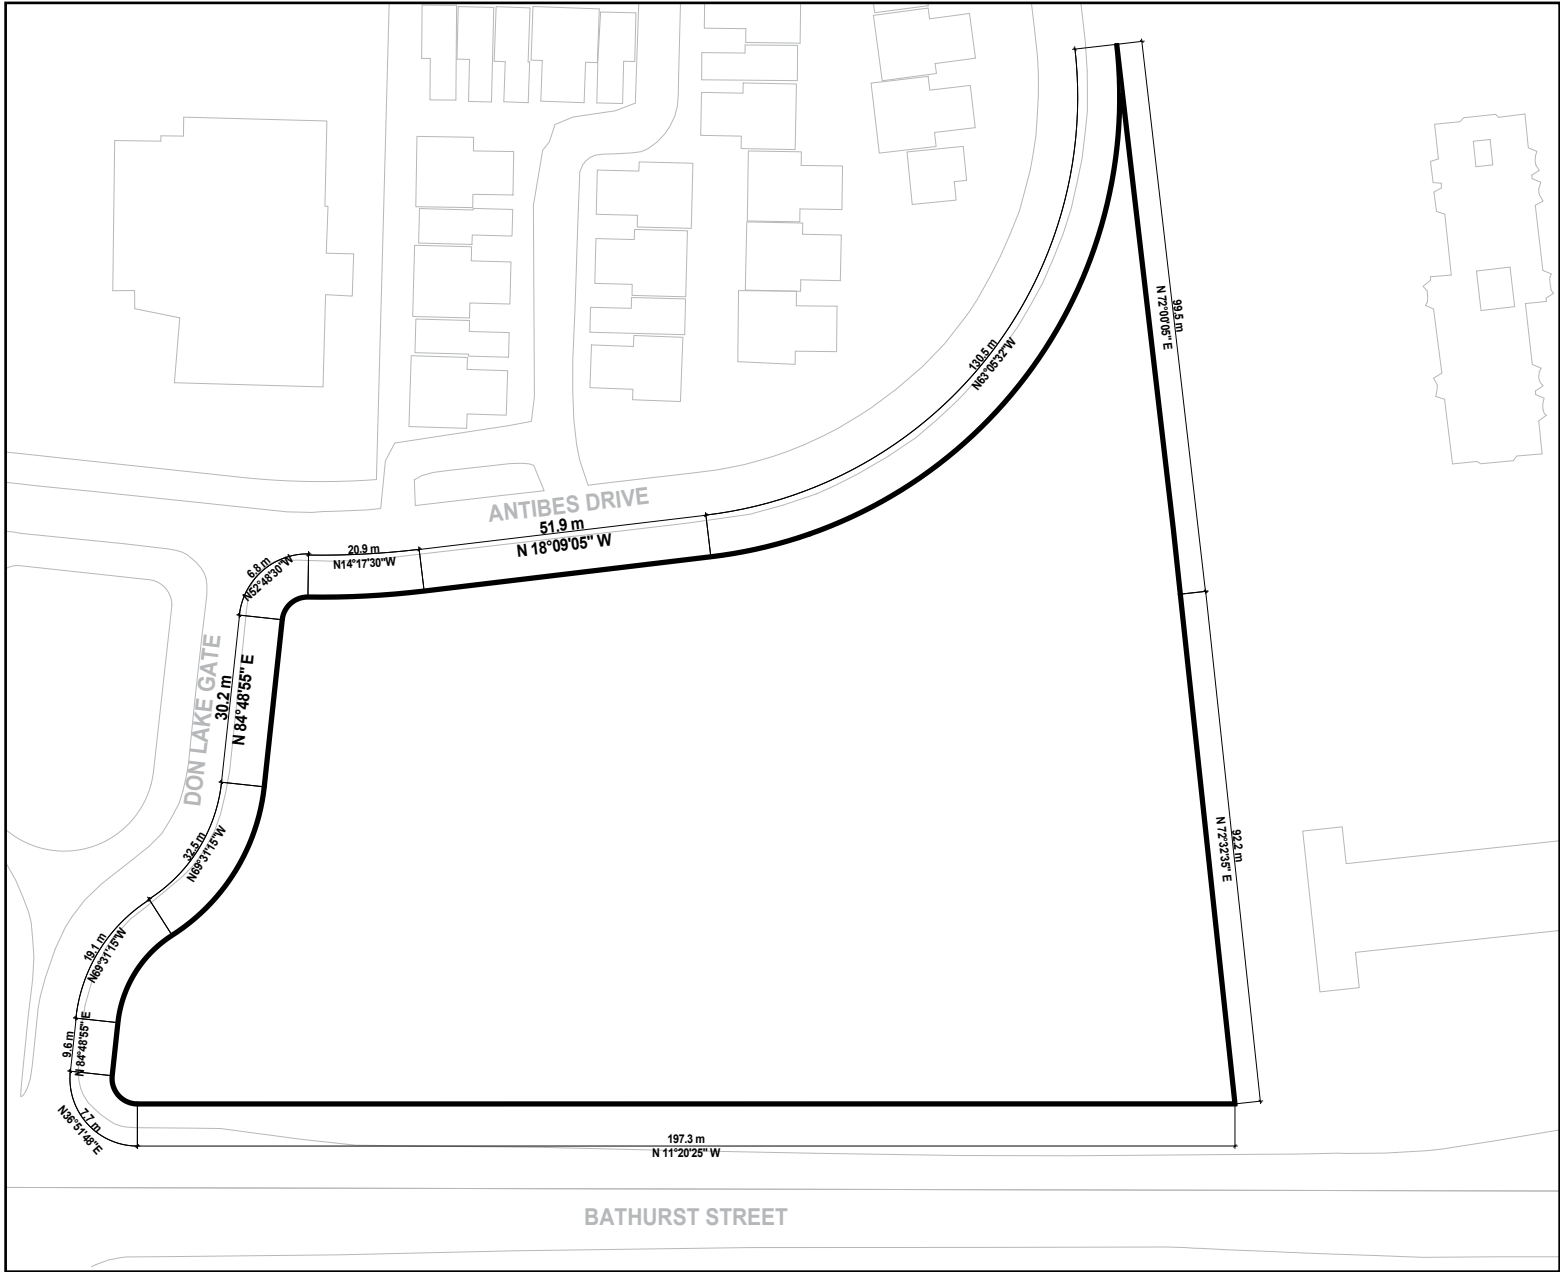 99.5 m
N 72°00'05" E
130.5 m
N63°05'32"W
ANTIBES DRIVE
51.9 m
N 18°09'05" W
20.9 m
N14°17'30"W
6.8 m
N52°48'30"W
DON LAKE GATE
30.2 m
N 84°48'55" E
32.5 m
N69°31'15"W
92.2 m
N 72°32'35" E
19.1 m
N69°31'15"W
9.6 m
N 84°48'55" E
7.7 m
N36°51'48"E
197.3 m
N 11°20'25" W
BATHURST STREET